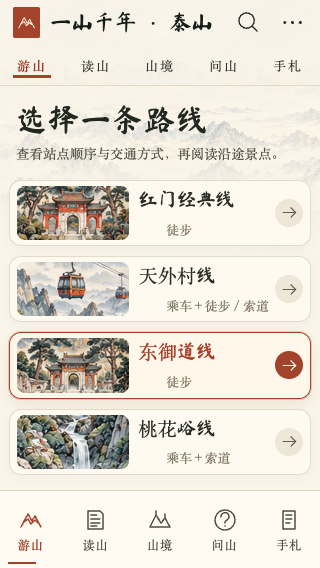 一山千年 · 泰山
游山 读山 山境 问山 手札
选择一条路线
查看站点顺序与交通方式，再阅读沿途景点。
红门经典线
徒步
天外村线
乘车+徒步 / 索道
东御道线
徒步
桃花峪线
乘车+索道
游山 读山 山境 问山 手札